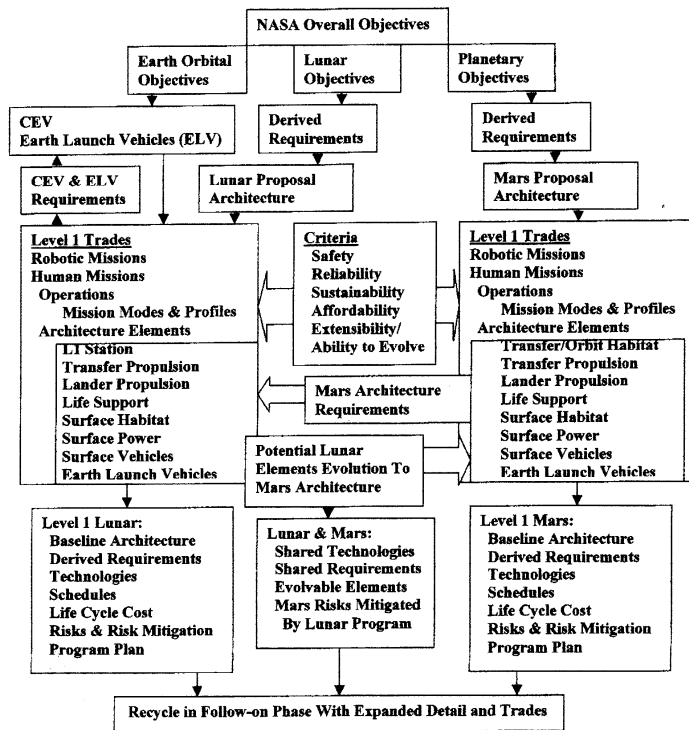 NASA Overall Objectives
Earth Orbital
Objectives
Lunar
Objectives
Planetary
Objectives
CEV
Earth Launch Vehicles (ELV)
Derived
Requirements
Derived
Requirements
CEV & ELV
Requirements
Lunar Proposal
Architecture
Mars Proposal
Architecture
Level 1 Trades
Robotic Missions
Human Missions
Operations
Mission Modes & Profiles
Architecture Elements
L1 Station
Transfer Propulsion
Lander Propulsion
Life Support
Surface Habitat
Surface Power
Surface Vehicles
Earth Launch Vehicles
Criteria
Safety
Reliability
Sustainability
Affordability
Extensibility/
Ability to Evolve
Level 1 Trades
Robotic Missions
Human Missions
Operations
Mission Modes & Profiles
Architecture Elements
Transfer/Orbit Habitat
Transfer Propulsion
Lander Propulsion
Life Support
Surface Habitat
Surface Power
Surface Vehicles
Earth Launch Vehicles
Mars Architecture
Requirements
Potential Lunar
Elements Evolution To
Mars Architecture
Level 1 Lunar:
Baseline Architecture
Derived Requirements
Technologies
Schedules
Life Cycle Cost
Risks & Risk Mitigation
Program Plan
Lunar & Mars:
Shared Technologies
Shared Requirements
Evolvable Elements
Mars Risks Mitigated
By Lunar Program
Level 1 Mars:
Baseline Architecture
Derived Requirements
Technologies
Schedules
Life Cycle Cost
Risks & Risk Mitigation
Program Plan
Recycle in Follow-on Phase With Expanded Detail and Trades